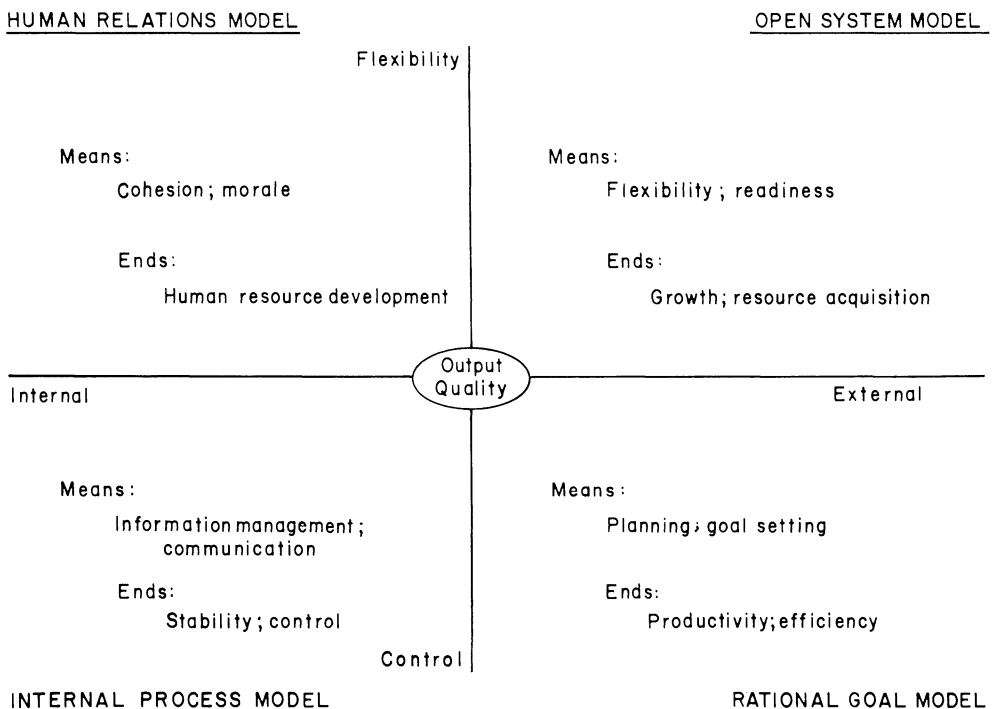 HUMAN RELATIONS MODEL
OPEN SYSTEM MODEL
Flexibility
Means:
Cohesion; morale
Ends:
Human resource development
Means:
Flexibility; readiness
Ends:
Growth; resource acquisition
Output
Quality
Internal
External
Means:
Information management;
communication
Ends:
Stability; control
Means:
Planning; goal setting
Ends:
Productivity; efficiency
Control
INTERNAL PROCESS MODEL
RATIONAL GOAL MODEL